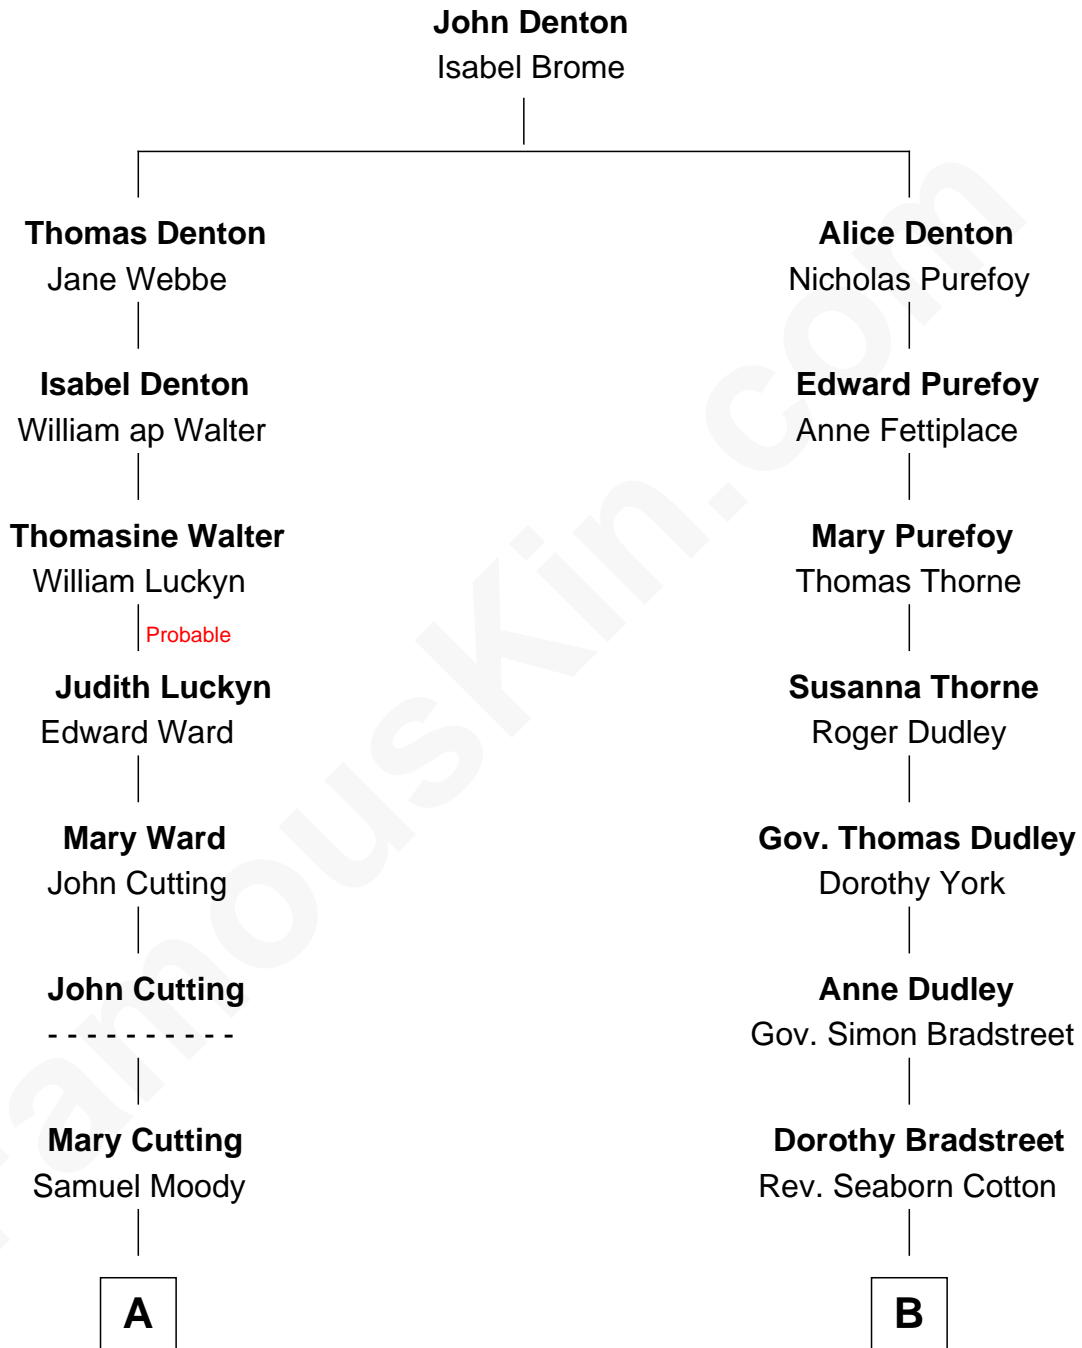 John Denton
Isabel Brome
Thomas Denton
Jane Webbe
Alice Denton
Nicholas Purefoy
Isabel Denton
William ap Walter
Edward Purefoy
Anne Fettiplace
Thomasine Walter
William Luckyn
Mary Purefoy
Thomas Thorne
Probable
Judith Luckyn
Edward Ward
Susanna Thorne
Roger Dudley
Mary Ward
John Cutting
Gov. Thomas Dudley
Dorothy York
John Cutting
- - - - - - - - - -
Anne Dudley
Gov. Simon Bradstreet
Mary Cutting
Samuel Moody
Dorothy Bradstreet
Rev. Seaborn Cotton
A
B
FamousKin.com